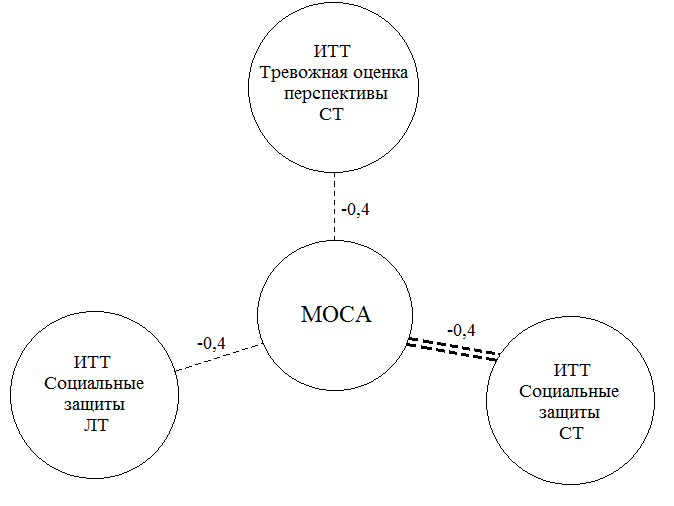 ИТТ
Тревожная оценка
перспективы
СТ
-0,4
МОСА
-0,4
-0,4
ИТТ
Социальные
защиты
ЛТ
ИТТ
Социальные
защиты
СТ